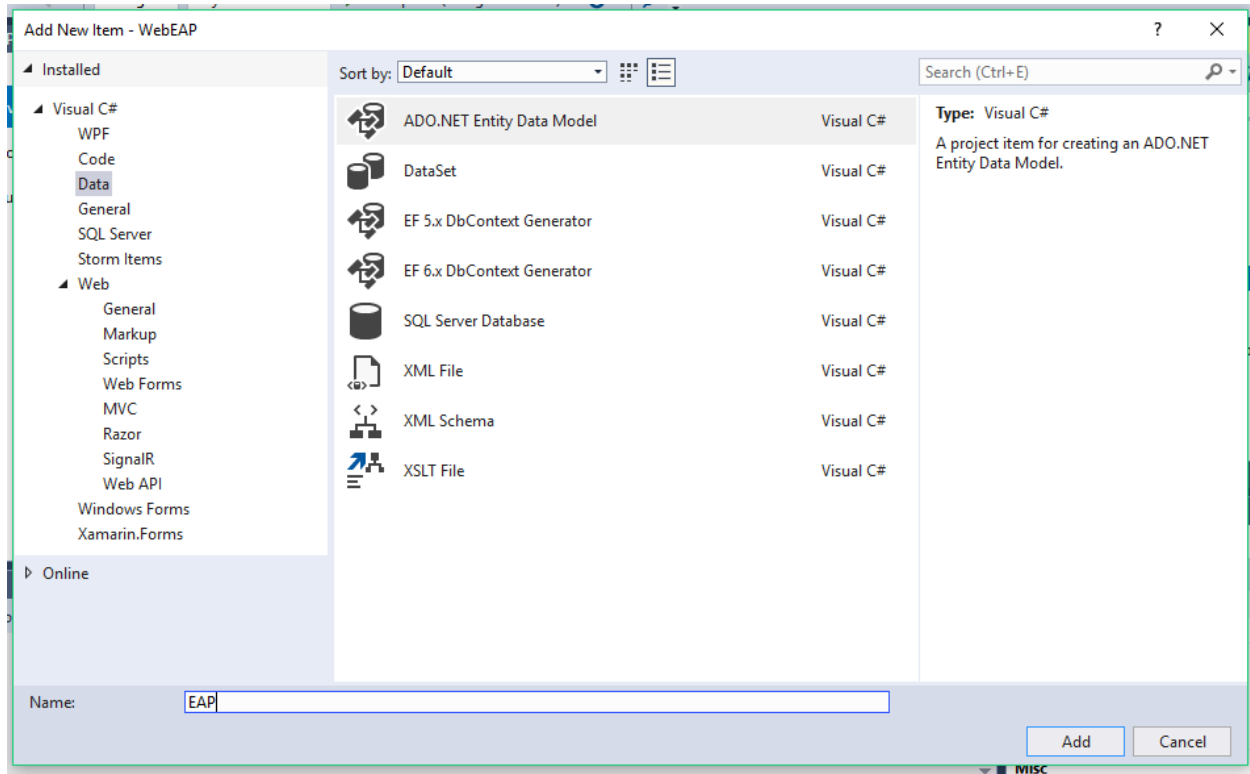 Add New Item - WebEAP
?
Installed
Sort by: Default
Search (Ctrl+E)
Visual C#
WPF
Code
Data
General
SQL Server
Storm Items
Web
General
Markup
Scripts
Web Forms
MVC
Razor
SignalR
Web API
Windows Forms
Xamarin.Forms
Online
ADO.NET Entity Data Model Visual C#
DataSet Visual C#
EF 5.x DbContext Generator Visual C#
EF 6.x DbContext Generator Visual C#
SQL Server Database Visual C#
XML File Visual C#
XML Schema Visual C#
XSLT File Visual C#
Type: Visual C#
A project item for creating an ADO.NET
Entity Data Model.
Name: EAP
Add Cancel
Misc